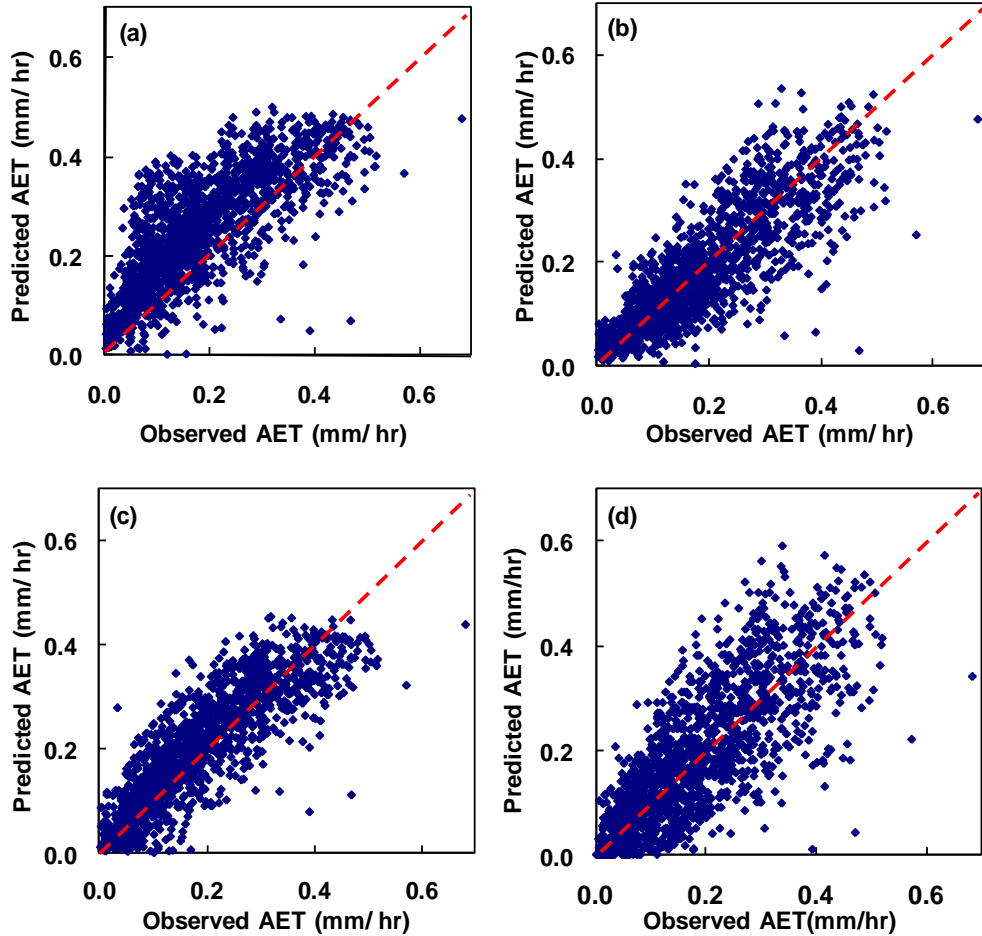 (a)
Predicted AET (mm/ hr)
0.6
0.4
0.2
0.0
0.0 0.2 0.4 0.6
Observed AET (mm/ hr)
(b)
Predicted AET (mm/ hr)
0.6
0.4
0.2
0.0
0.0 0.2 0.4 0.6
Observed AET (mm/ hr)
(c)
Predicted AET (mm/ hr)
0.6
0.4
0.2
0.0
0.0 0.2 0.4 0.6
Observed AET (mm/ hr)
(d)
Predicted AET (mm/hr)
0.6
0.4
0.2
0.0
0.0 0.2 0.4 0.6
Observed AET(mm/hr)